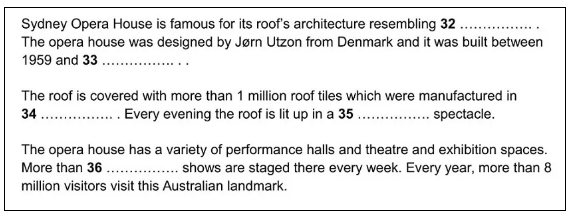 Sydney Opera House is famous for its roof's architecture resembling 32 ................ .
The opera house was designed by Jørn Utzon from Denmark and it was built between
1959 and 33 ................ . .
The roof is covered with more than 1 million roof tiles which were manufactured in
34 ................ . Every evening the roof is lit up in a 35 ................ spectacle.
The opera house has a variety of performance halls and theatre and exhibition spaces.
More than 36 ................ shows are staged there every week. Every year, more than 8
million visitors visit this Australian landmark.